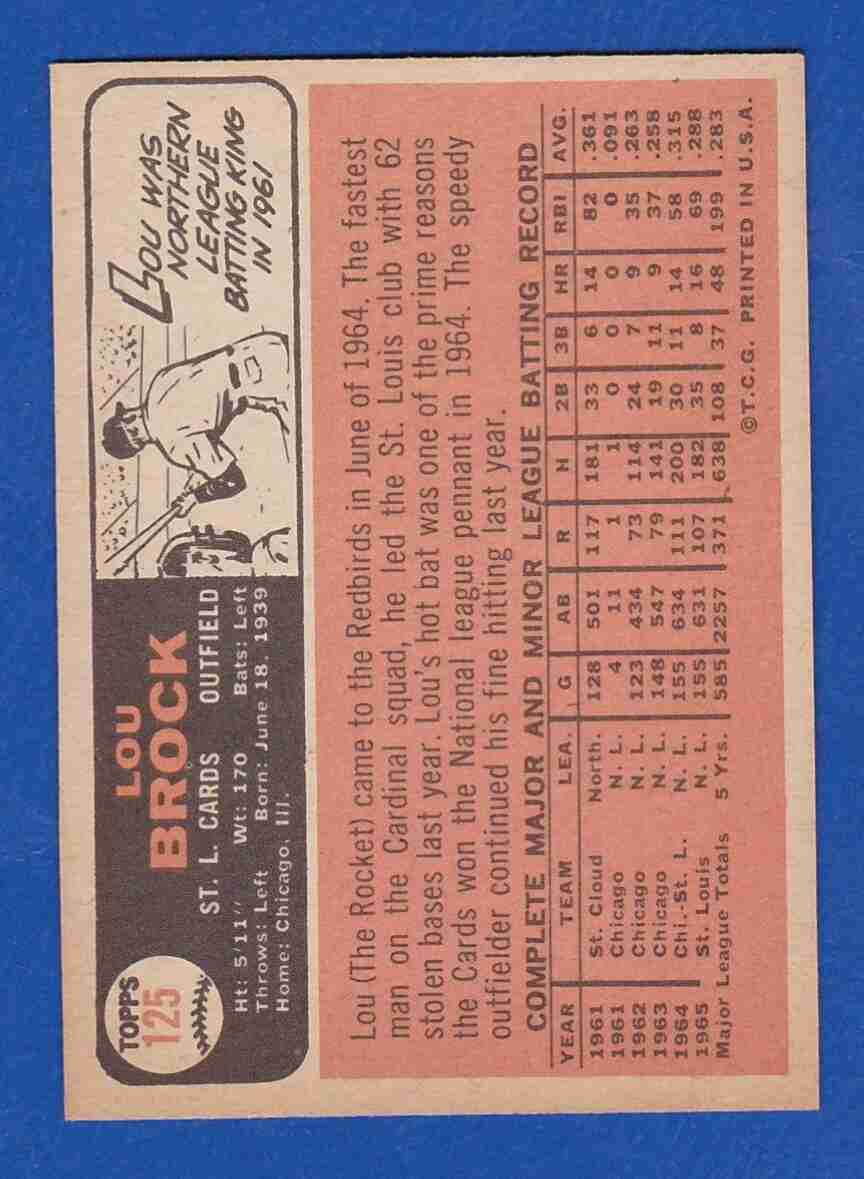 TOPPS
125
LOU
BROCK
ST. L. CARDS OUTFIELD
Ht: 5'11" Wt: 170 Bats: Left
Throws: Left Born: June 18, 1939
Home: Chicago, Ill.
LOU WAS
NORTHERN
LEAGUE
BATTING KING
IN 1961
Lou (The Rocket) came to the Redbirds in June of 1964. The fastest
man on the Cardinal squad, he led the St. Louis club with 62
stolen bases last year. Lou's hot bat was one of the prime reasons
the Cards won the National league pennant in 1964. The speedy
outfielder continued his fine hitting last year.
COMPLETE MAJOR AND MINOR LEAGUE BATTING RECORD
YEAR TEAM LEA. G AB R H 2B 3B HR RBI AVG.
1961 St. Cloud North. 128 501 117 181 33 6 14 82 .361
1961 Chicago N. L. 4 11 1 1 0 0 0 0 .091
1962 Chicago N. L. 123 434 73 114 24 7 9 35 .263
1963 Chicago N. L. 148 547 79 141 19 11 9 37 .258
1964 Chi.-St. L. N. L. 155 634 111 200 30 11 14 58 .315
1965 St. Louis N. L. 155 631 107 182 35 8 16 69 .288
Major League Totals 5 Yrs. 585 2257 371 638 108 37 48 199 .283
©T.C.G. PRINTED IN U.S.A.